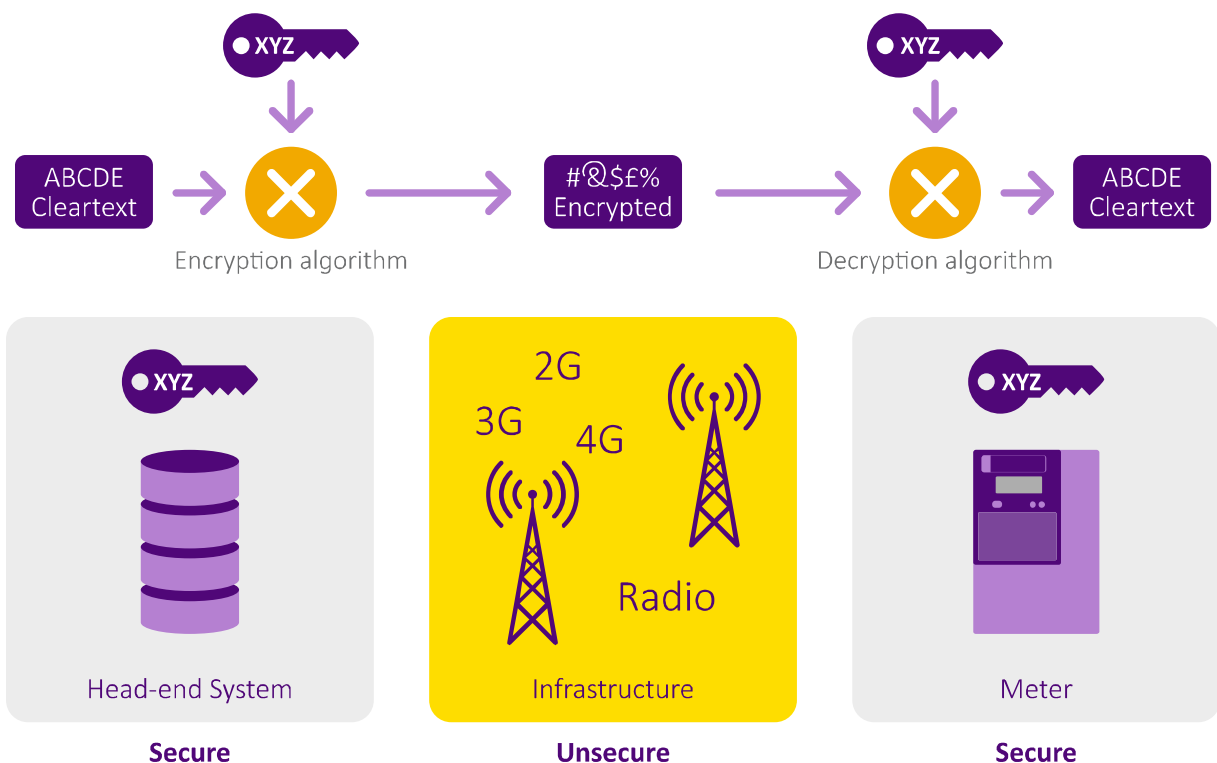 XYZ
XYZ
ABCDE
Cleartext
#@&$£%
Encrypted
ABCDE
Cleartext
Encryption algorithm
Decryption algorithm
XYZ
2G
3G
4G
Radio
XYZ
Head-end System
Infrastructure
Meter
Secure
Unsecure
Secure